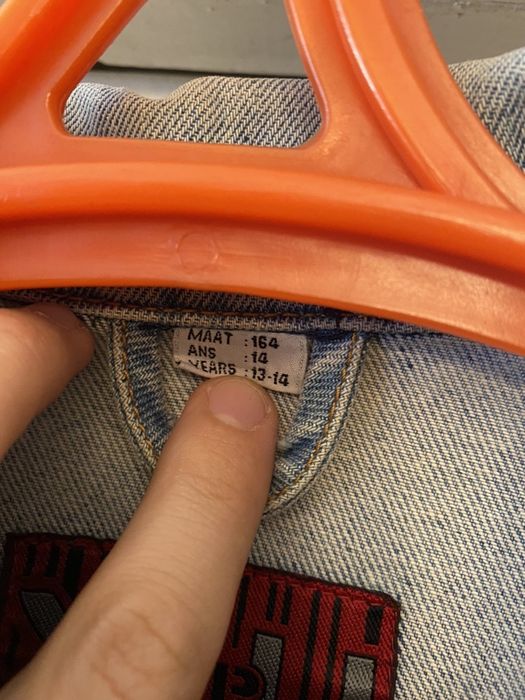 MAAT : 164
ANS : 14
YEARS : 13-14